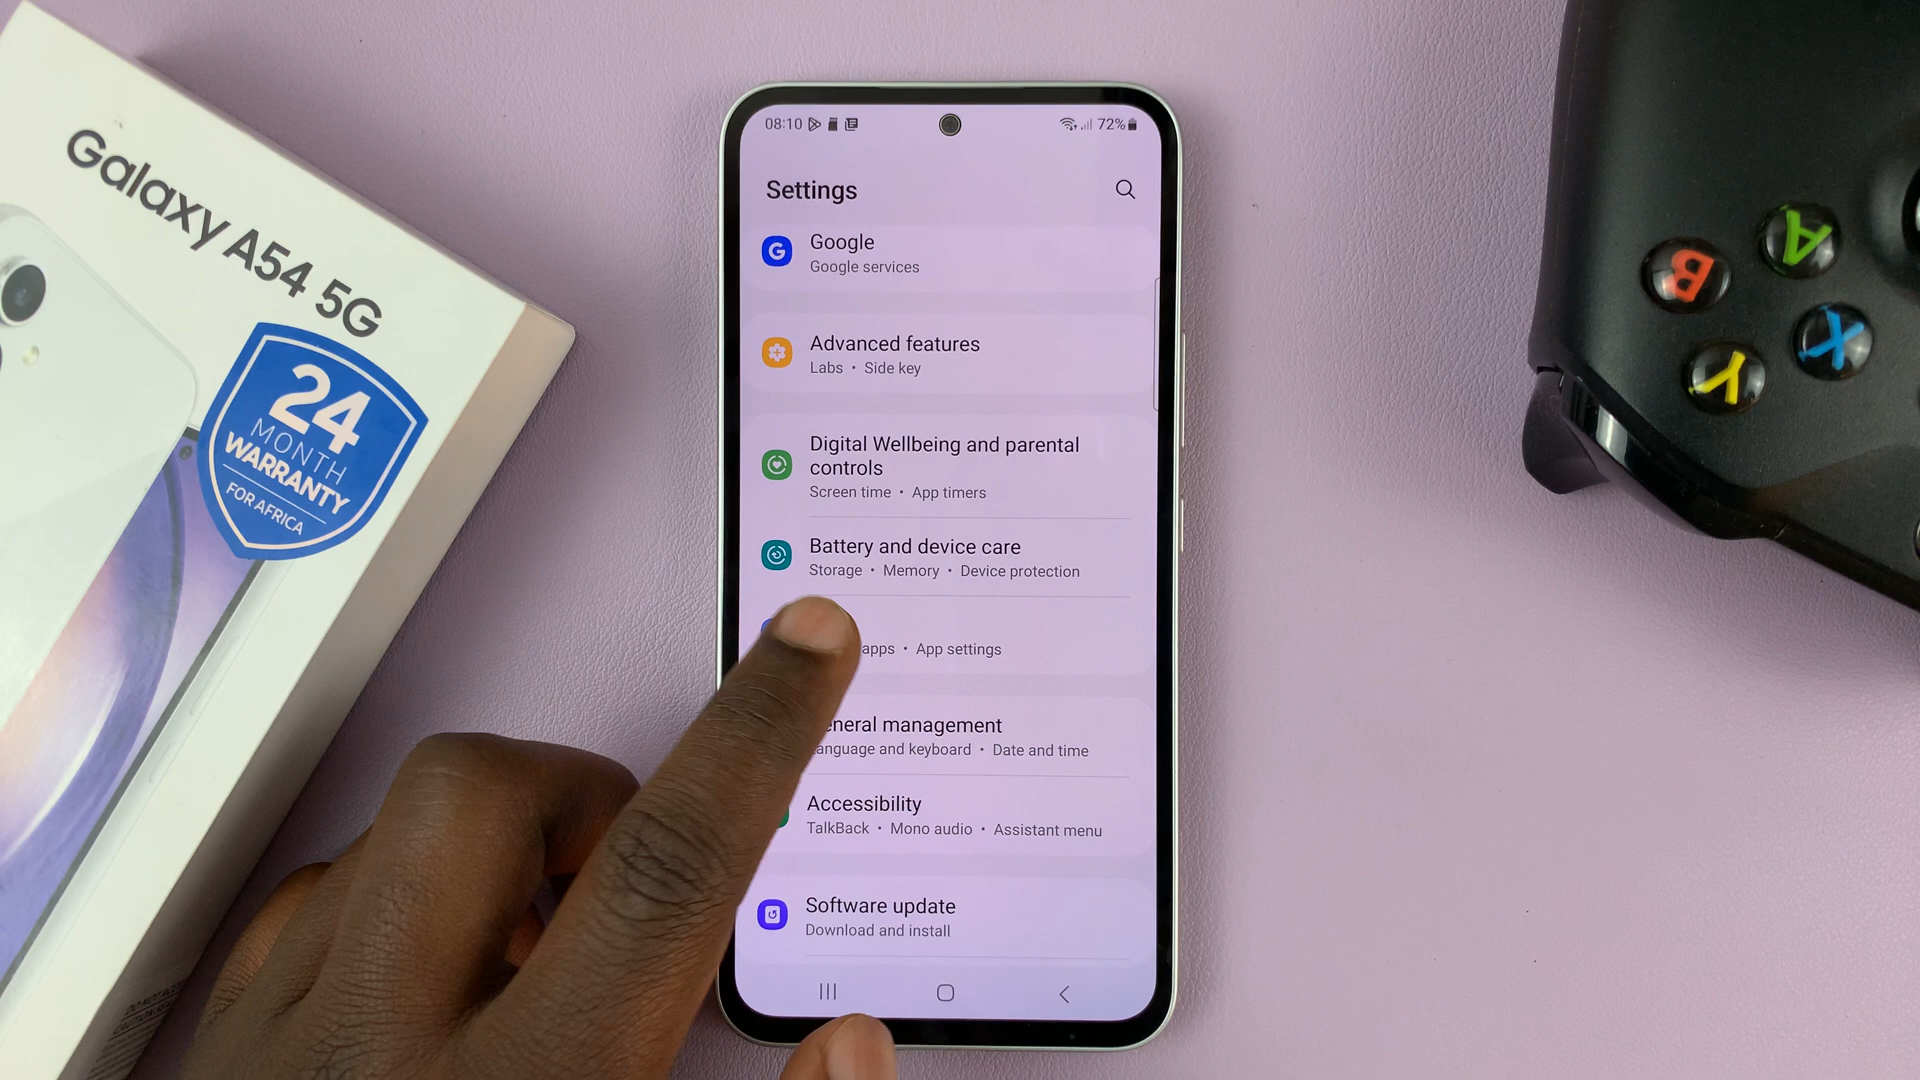 Galaxy A54 5G
24
MONTH
WARRANTY
FOR AFRICA
08:10
72%
Settings
Google
Google services
Advanced features
Labs • Side key
Digital Wellbeing and parental
controls
Screen time • App timers
Battery and device care
Storage • Memory • Device protection
apps • App settings
eneral management
anguage and keyboard • Date and time
Accessibility
TalkBack • Mono audio • Assistant menu
Software update
Download and install
A
B
X
Y